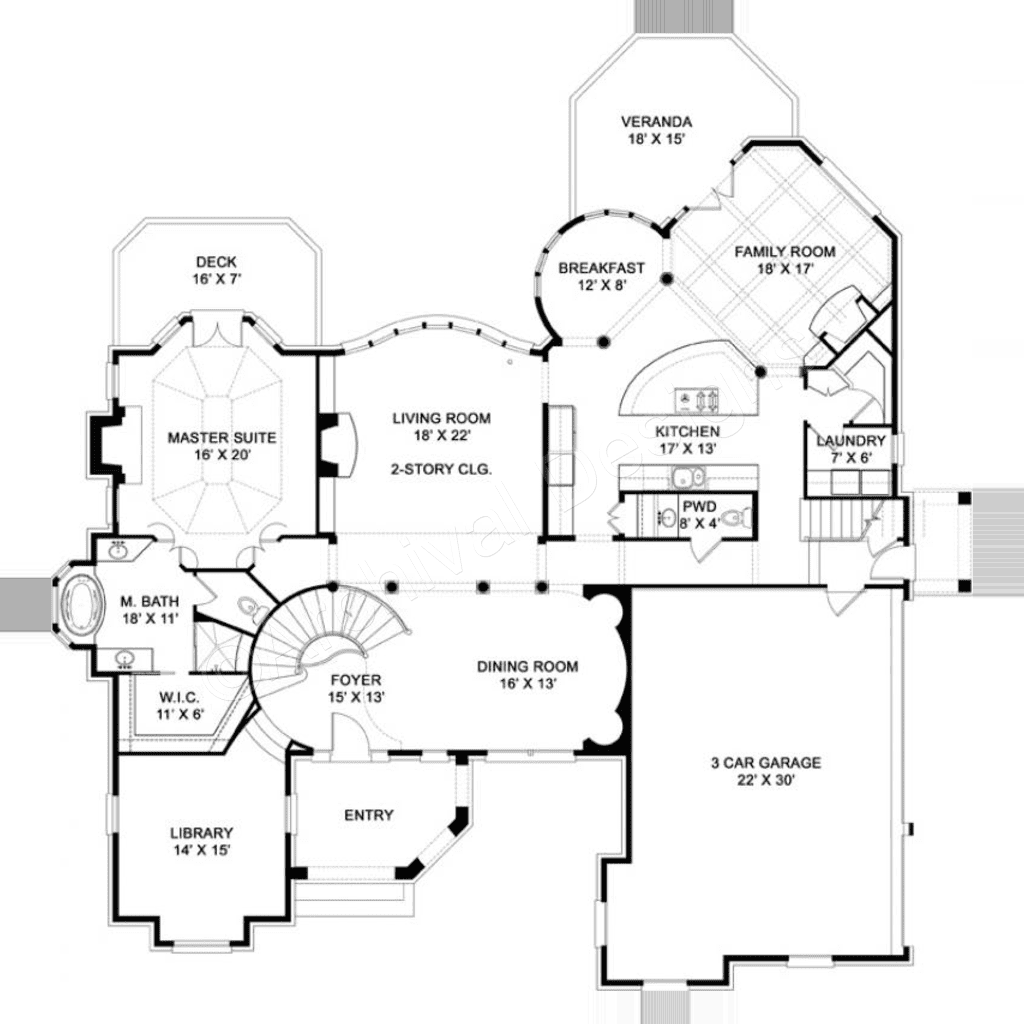 VERANDA
18' X 15'
FAMILY ROOM
18' X 17'
DECK
16' X 7'
BREAKFAST
12' X 8'
LIVING ROOM
18' X 22'
2-STORY CLG.
MASTER SUITE
16' X 20'
KITCHEN
17' X 13'
LAUNDRY
7' X 6'
PWD
8' X 4'
M. BATH
18' X 11'
W.I.C.
11' X 6'
FOYER
15' X 13'
DINING ROOM
16' X 13'
3 CAR GARAGE
22' X 30'
ENTRY
LIBRARY
14' X 15'